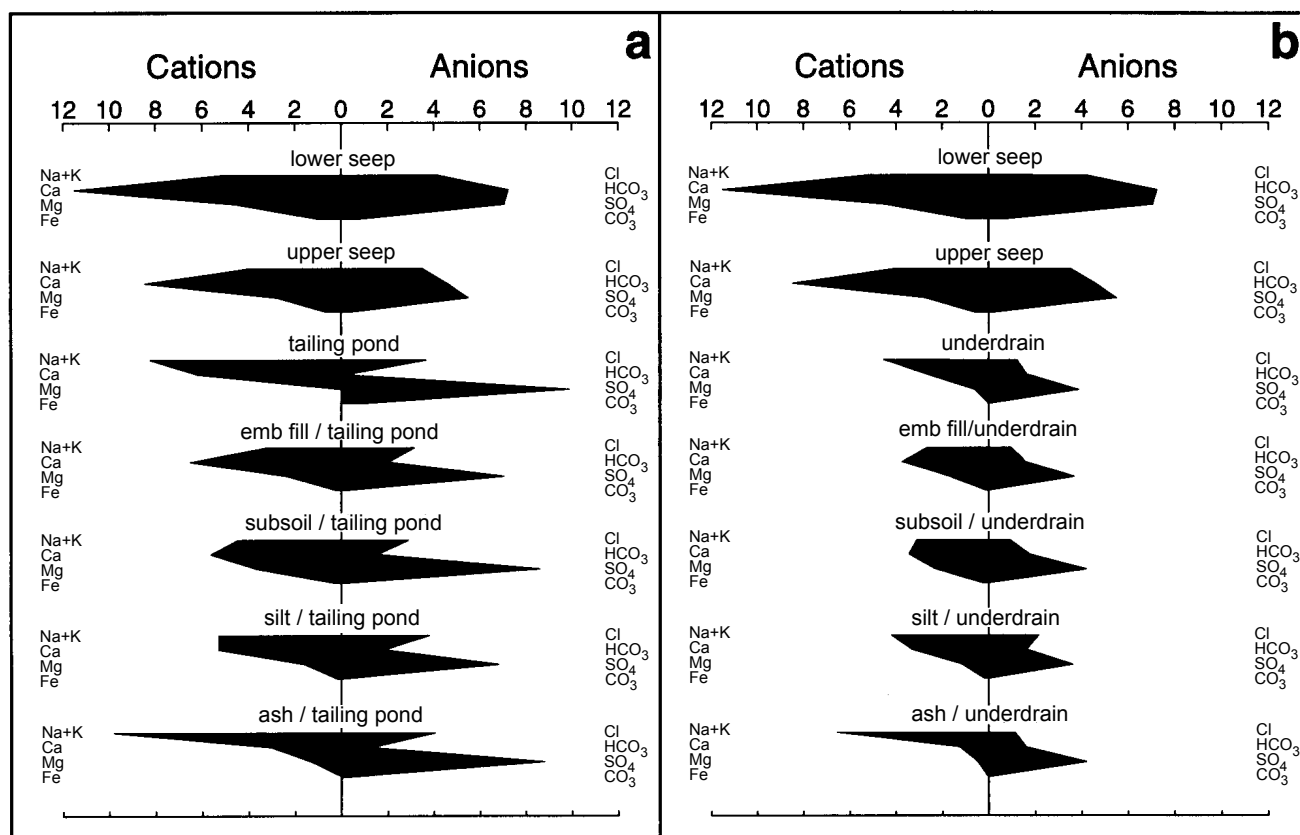 a
Cations Anions
12 10 8 6 4 2 0 2 4 6 8 10 12
lower seep
Na+K Cl
Ca HCO3
Mg SO4
Fe CO3
upper seep
Na+K Cl
Ca HCO3
Mg SO4
Fe CO3
tailing pond
Na+K Cl
Ca HCO3
Mg SO4
Fe CO3
emb fill / tailing pond
Na+K Cl
Ca HCO3
Mg SO4
Fe CO3
subsoil / tailing pond
Na+K Cl
Ca HCO3
Mg SO4
Fe CO3
silt / tailing pond
Na+K Cl
Ca HCO3
Mg SO4
Fe CO3
ash / tailing pond
Na+K Cl
Ca HCO3
Mg SO4
Fe CO3
b
Cations Anions
12 10 8 6 4 2 0 2 4 6 8 10 12
lower seep
Na+K Cl
Ca HCO3
Mg SO4
Fe CO3
upper seep
Na+K Cl
Ca HCO3
Mg SO4
Fe CO3
underdrain
Na+K Cl
Ca HCO3
Mg SO4
Fe CO3
emb fill/underdrain
Na+K Cl
Ca HCO3
Mg SO4
Fe CO3
subsoil / underdrain
Na+K Cl
Ca HCO3
Mg SO4
Fe CO3
silt / underdrain
Na+K Cl
Ca HCO3
Mg SO4
Fe CO3
ash / underdrain
Na+K Cl
Ca HCO3
Mg SO4
Fe CO3